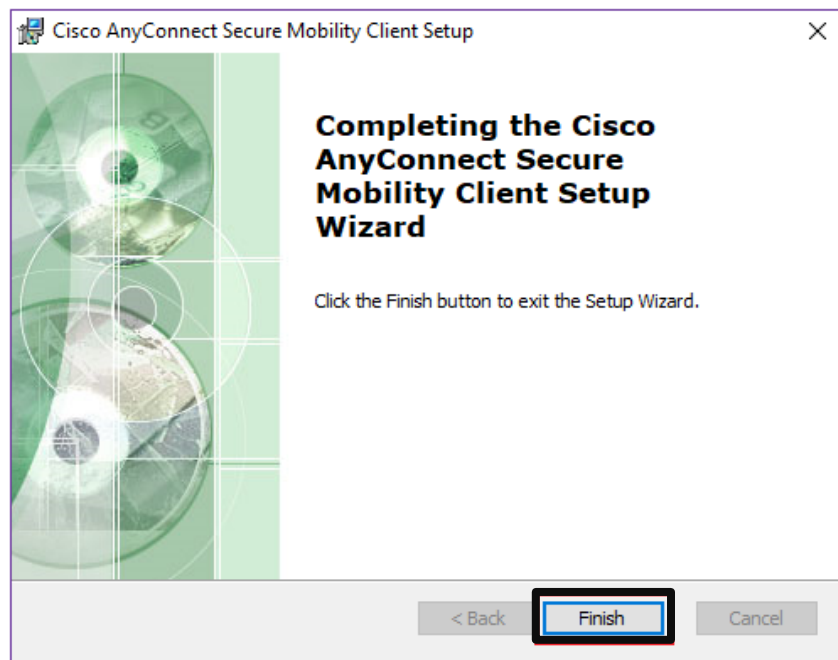 Cisco AnyConnect Secure Mobility Client Setup
Completing the Cisco
AnyConnect Secure
Mobility Client Setup
Wizard
Click the Finish button to exit the Setup Wizard.
< Back
Finish
Cancel